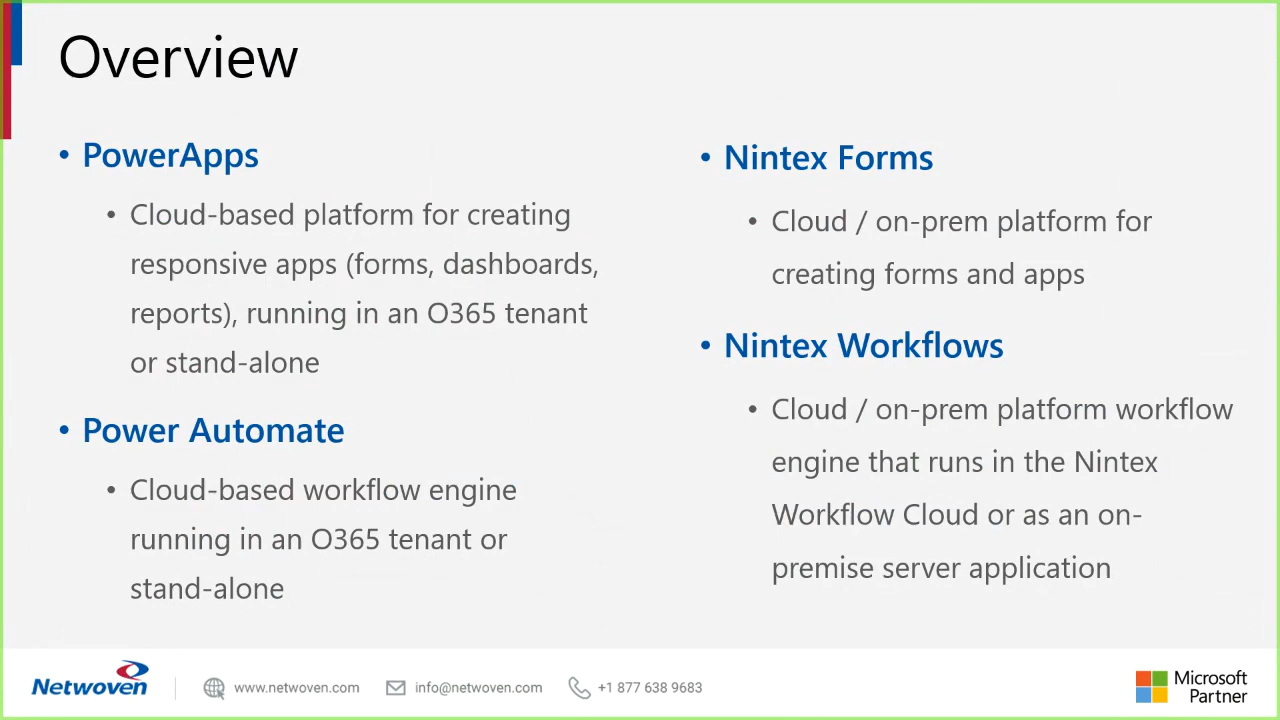 Overview
• PowerApps
• Cloud-based platform for creating
responsive apps (forms, dashboards,
reports), running in an O365 tenant
or stand-alone
• Power Automate
• Cloud-based workflow engine
running in an O365 tenant or
stand-alone
• Nintex Forms
• Cloud / on-prem platform for
creating forms and apps
• Nintex Workflows
• Cloud / on-prem platform workflow
engine that runs in the Nintex
Workflow Cloud or as an on-
premise server application
Netwoven
www.netwoven.com
info@netwoven.com
+1 877 638 9683
Microsoft
Partner